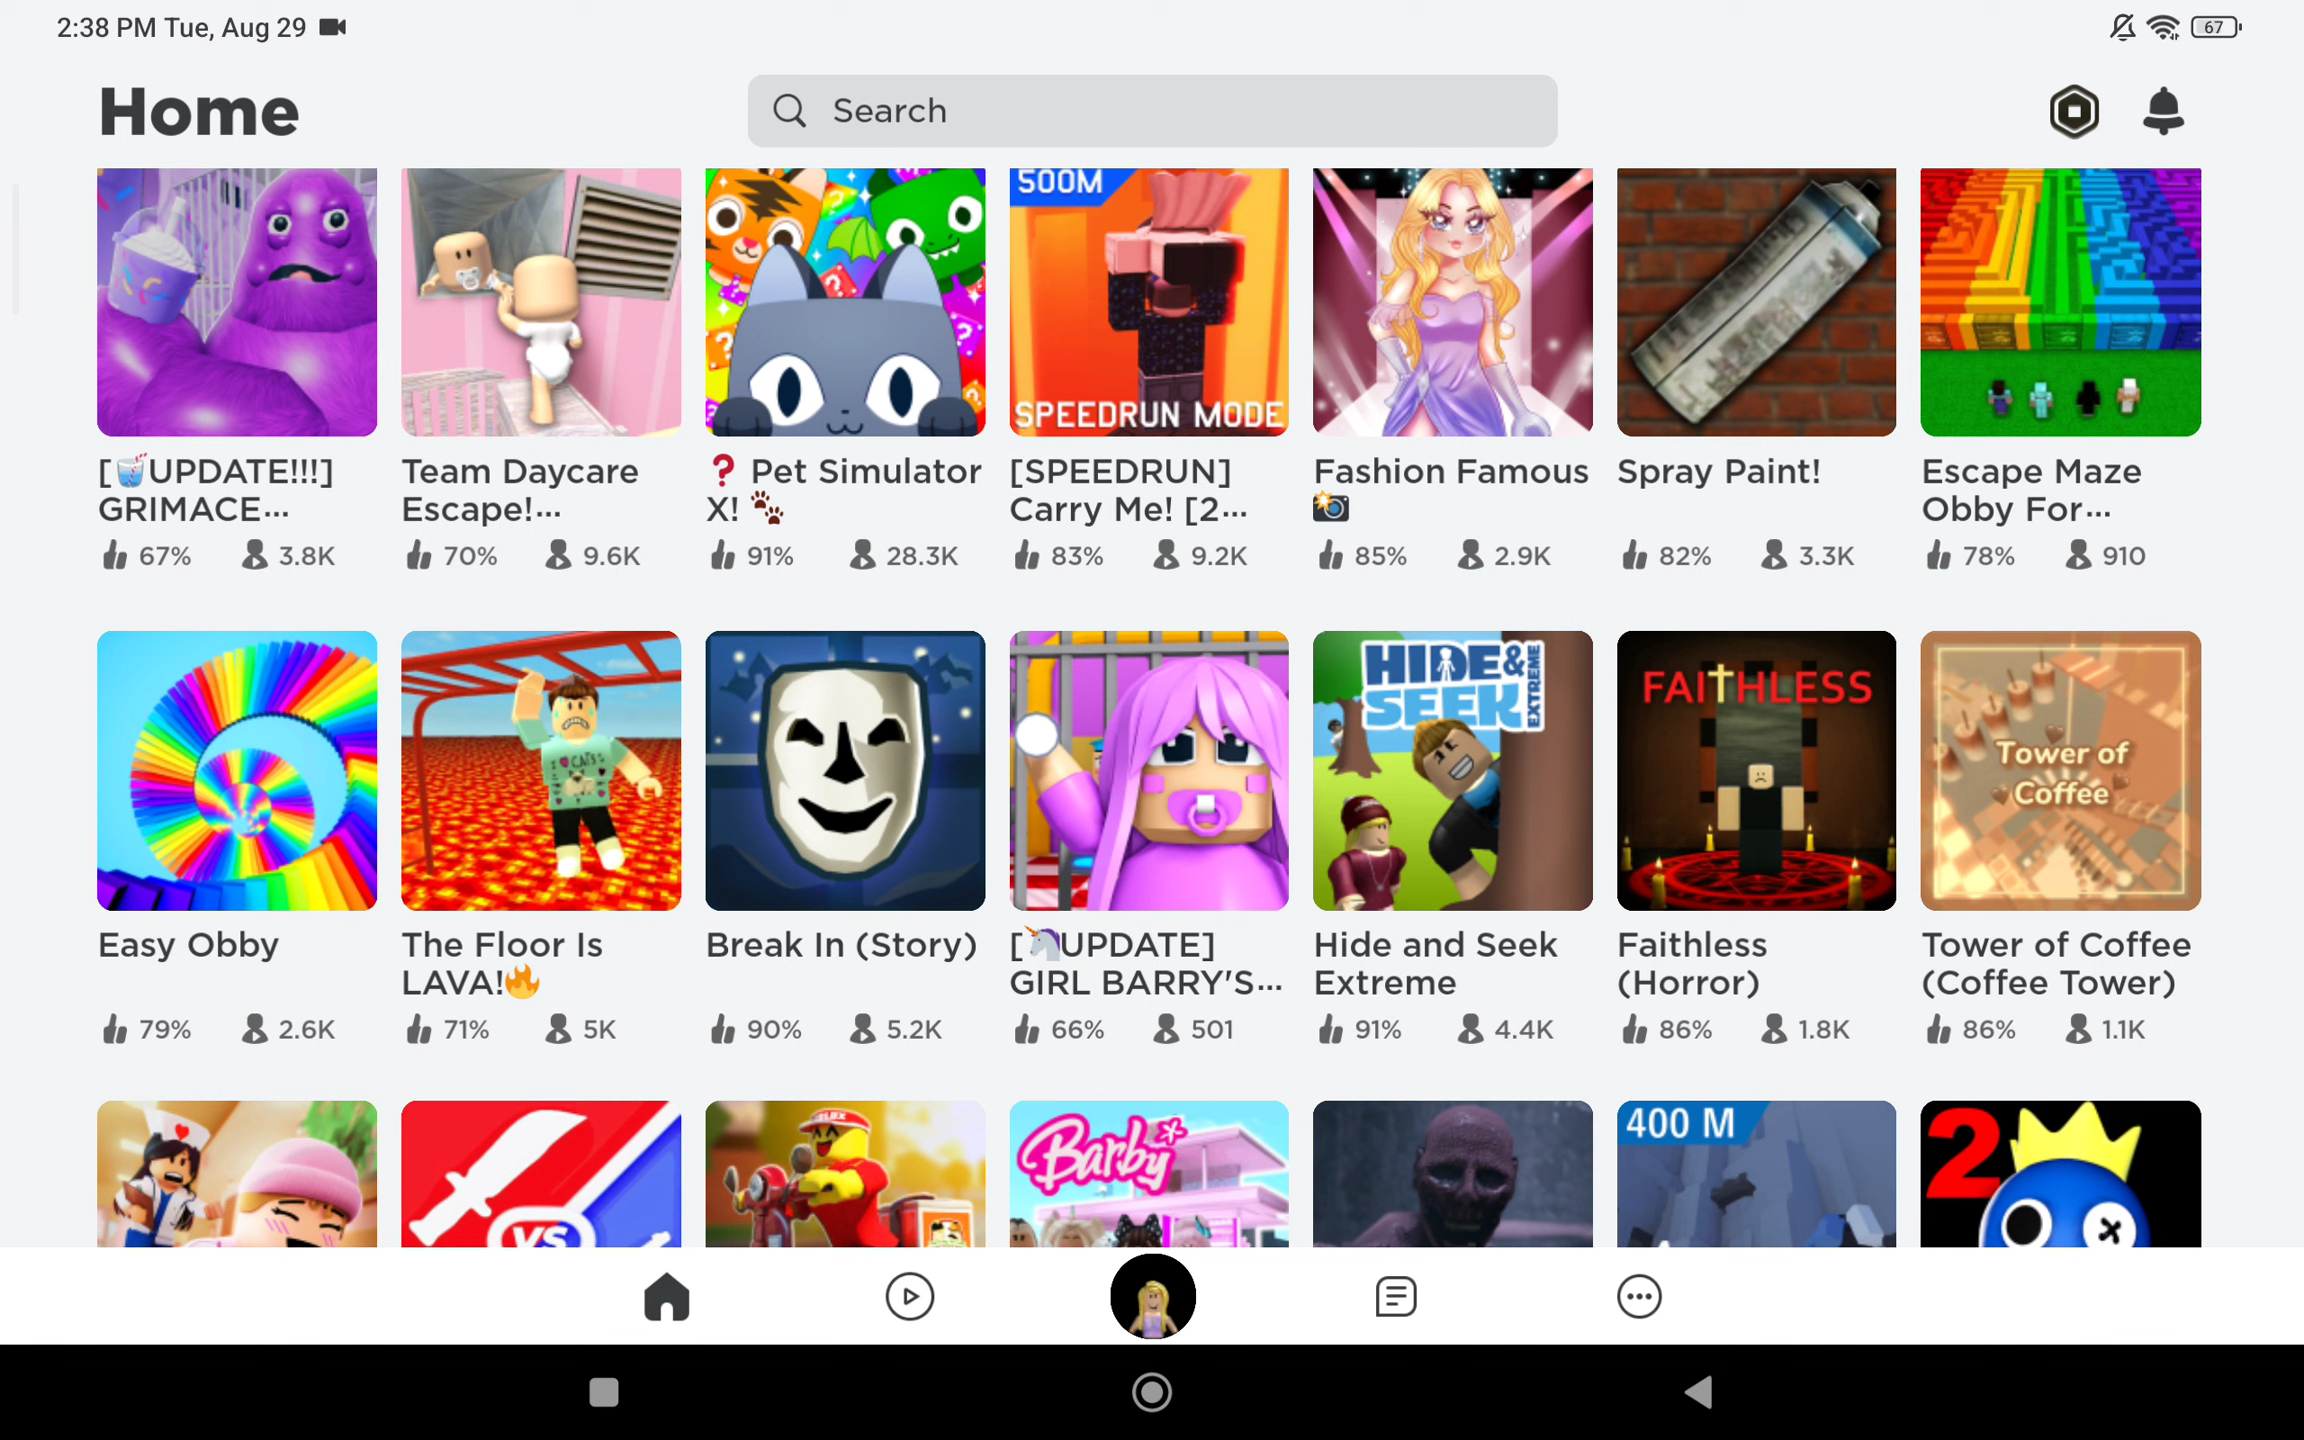 2:38 PM Tue, Aug 29
67
Home
Search
500M
SPEEDRUN MODE
[🥤UPDATE!!!]
GRIMACE...
67% 3.8K
Team Daycare
Escape!...
70% 9.6K
❓ Pet Simulator
X! 🐾
91% 28.3K
[SPEEDRUN]
Carry Me! [2...
83% 9.2K
Fashion Famous
📸
85% 2.9K
Spray Paint!
82% 3.3K
Escape Maze
Obby For...
78% 910
I ♥ CATS
HIDE &
SEEK
EXTREME
FAITHLESS
Tower of
Coffee
Easy Obby
79% 2.6K
The Floor Is
LAVA!🔥
71% 5K
Break In (Story)
90% 5.2K
[🦄UPDATE]
GIRL BARRY'S...
66% 501
Hide and Seek
Extreme
91% 4.4K
Faithless
(Horror)
86% 1.8K
Tower of Coffee
(Coffee Tower)
86% 1.1K
VS
Barby
400 M
2